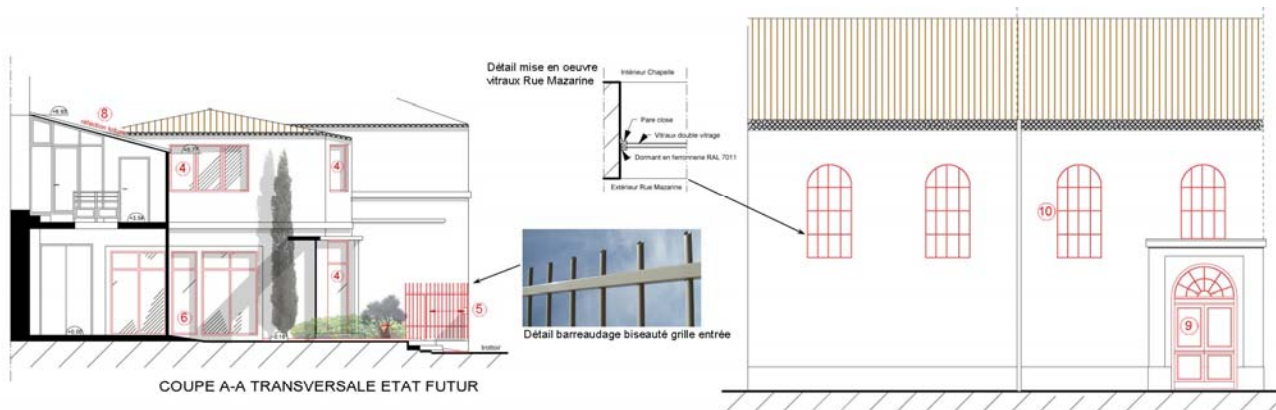 Détail mise en oeuvre
vitraux Rue Mazarine
Intérieur Chapelle
Pare close
Vitraux double vitrage
Dormant en ferronnerie RAL 7011
Extérieur Rue Mazarine
8
4
4
4
6
5
10
9
trottoir
Détail barreaudage biseauté grille entrée
COUPE A-A TRANSVERSALE ETAT FUTUR